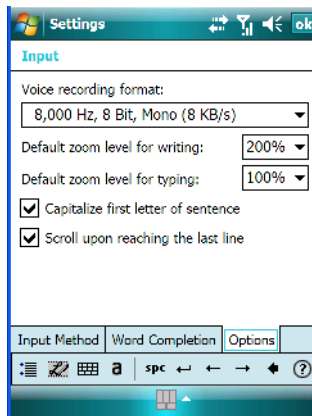 Settings
ok
Input
Voice recording format:
8,000 Hz, 8 Bit, Mono (8 KB/s)
Default zoom level for writing:
200%
Default zoom level for typing:
100%
Capitalize first letter of sentence
Scroll upon reaching the last line
Input Method Word Completion Options
a spc ?